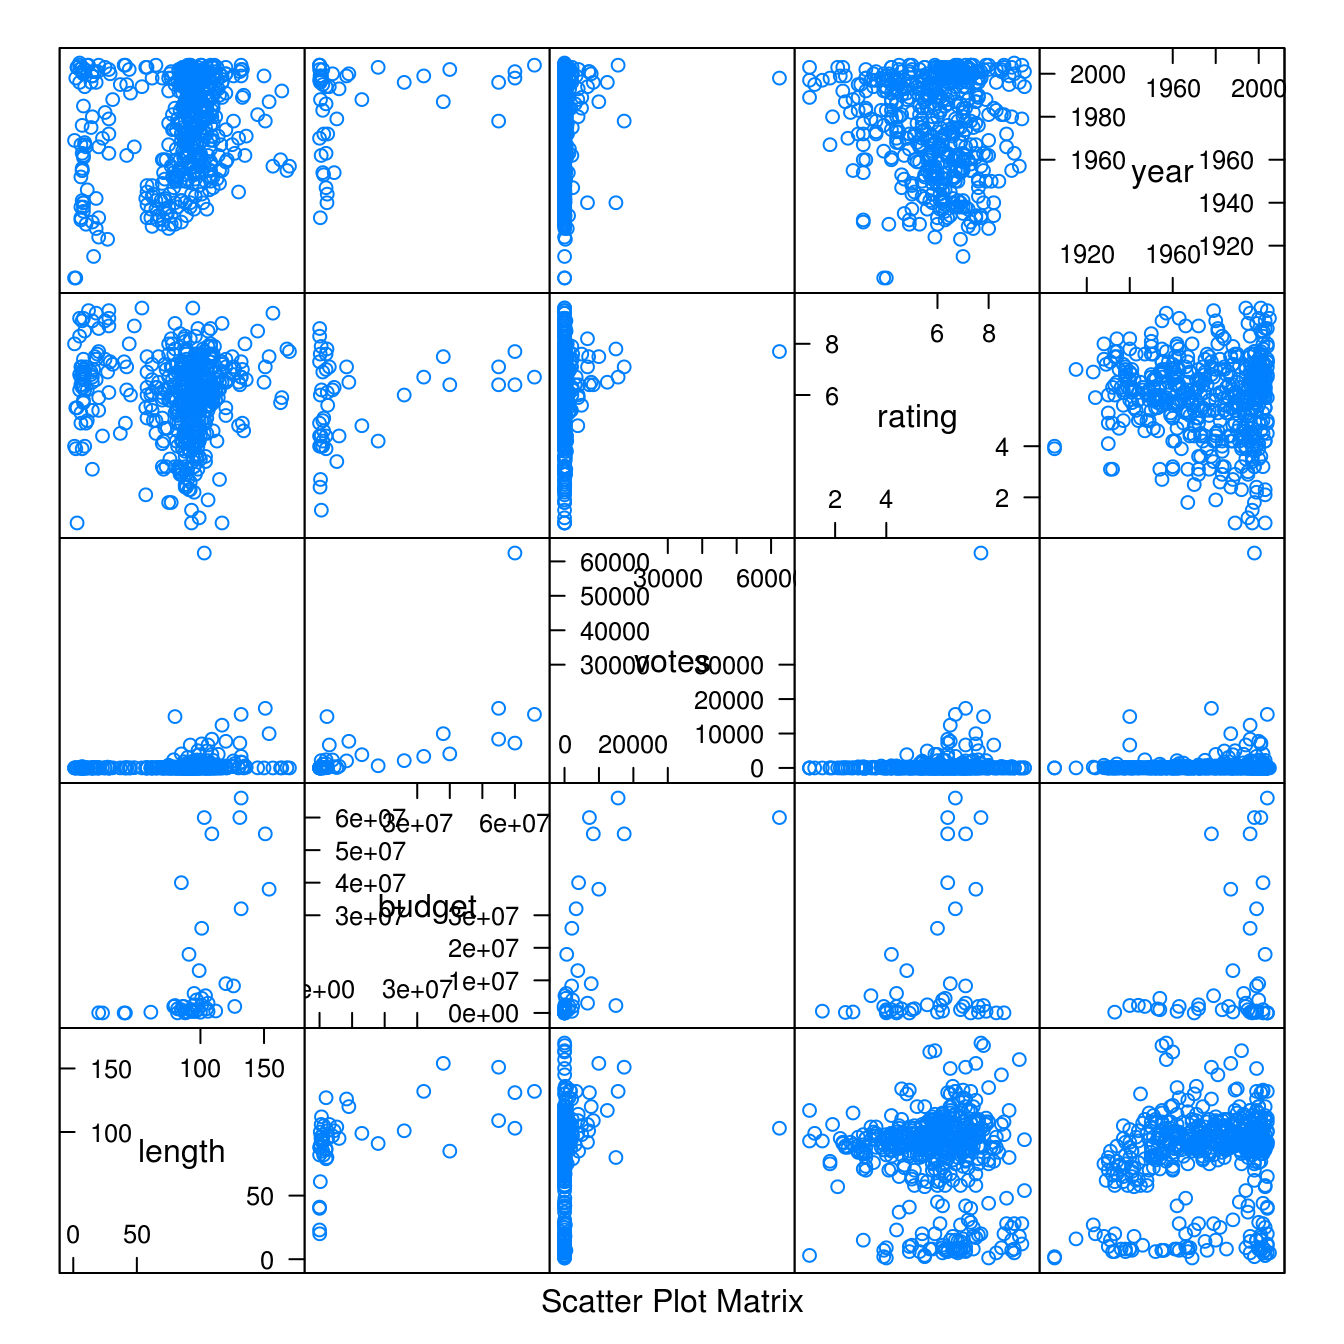 2000 1960 2000
1980
1960 year 1960
1940
1920 1960 1920
8 6 8
6 rating
4
2 4 2
60000 30000 6000
50000
40000
30000 votes 30000
20000
10000
0 20000 0
6e+07 3e+07 6e+07
5e+07
4e+07
3e+07 budget 3e+07
2e+07
e+00 3e+07 1e+07
0e+00
150 100 150
100 length
50
0 50 0
Scatter Plot Matrix